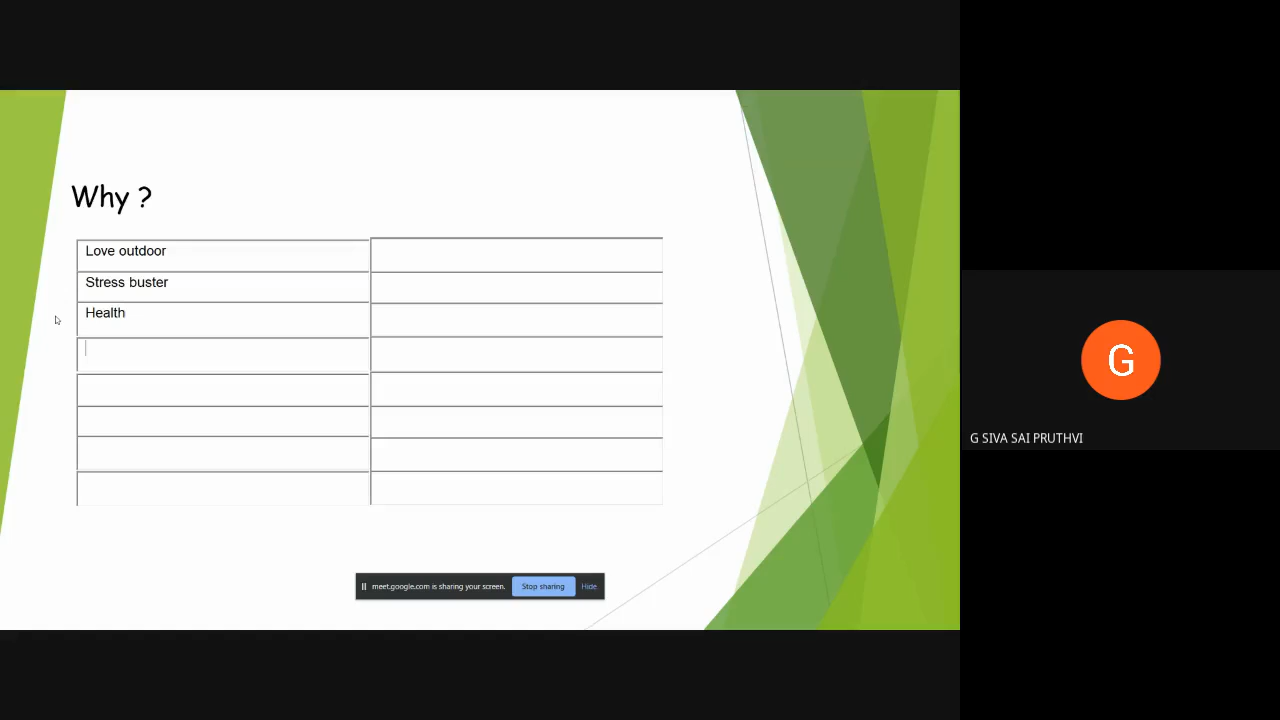 Why ?
Love outdoor
Stress buster
Health
meet.google.com is sharing your screen. Stop sharing Hide
G
G SIVA SAI PRUTHVI